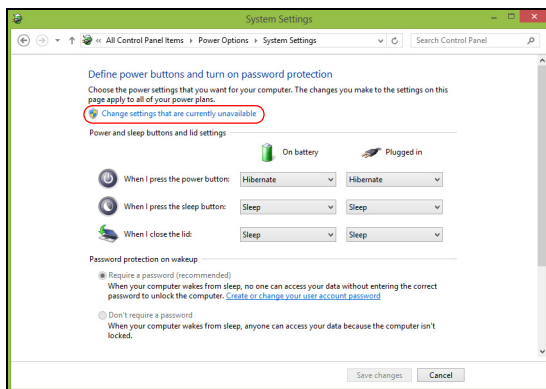 System Settings
« All Control Panel Items Power Options System Settings
Search Control Panel
Define power buttons and turn on password protection
Choose the power settings that you want for your computer. The changes you make to the settings on this
page apply to all of your power plans.
Change settings that are currently unavailable
Power and sleep buttons and lid settings
On battery Plugged in
When I press the power button: Hibernate Hibernate
When I press the sleep button: Sleep Sleep
When I close the lid: Sleep Sleep
Password protection on wakeup
Require a password (recommended)
When your computer wakes from sleep, no one can access your data without entering the correct
password to unlock the computer. Create or change your user account password
Don't require a password
When your computer wakes from sleep, anyone can access your data because the computer isn't
locked.
Save changes Cancel